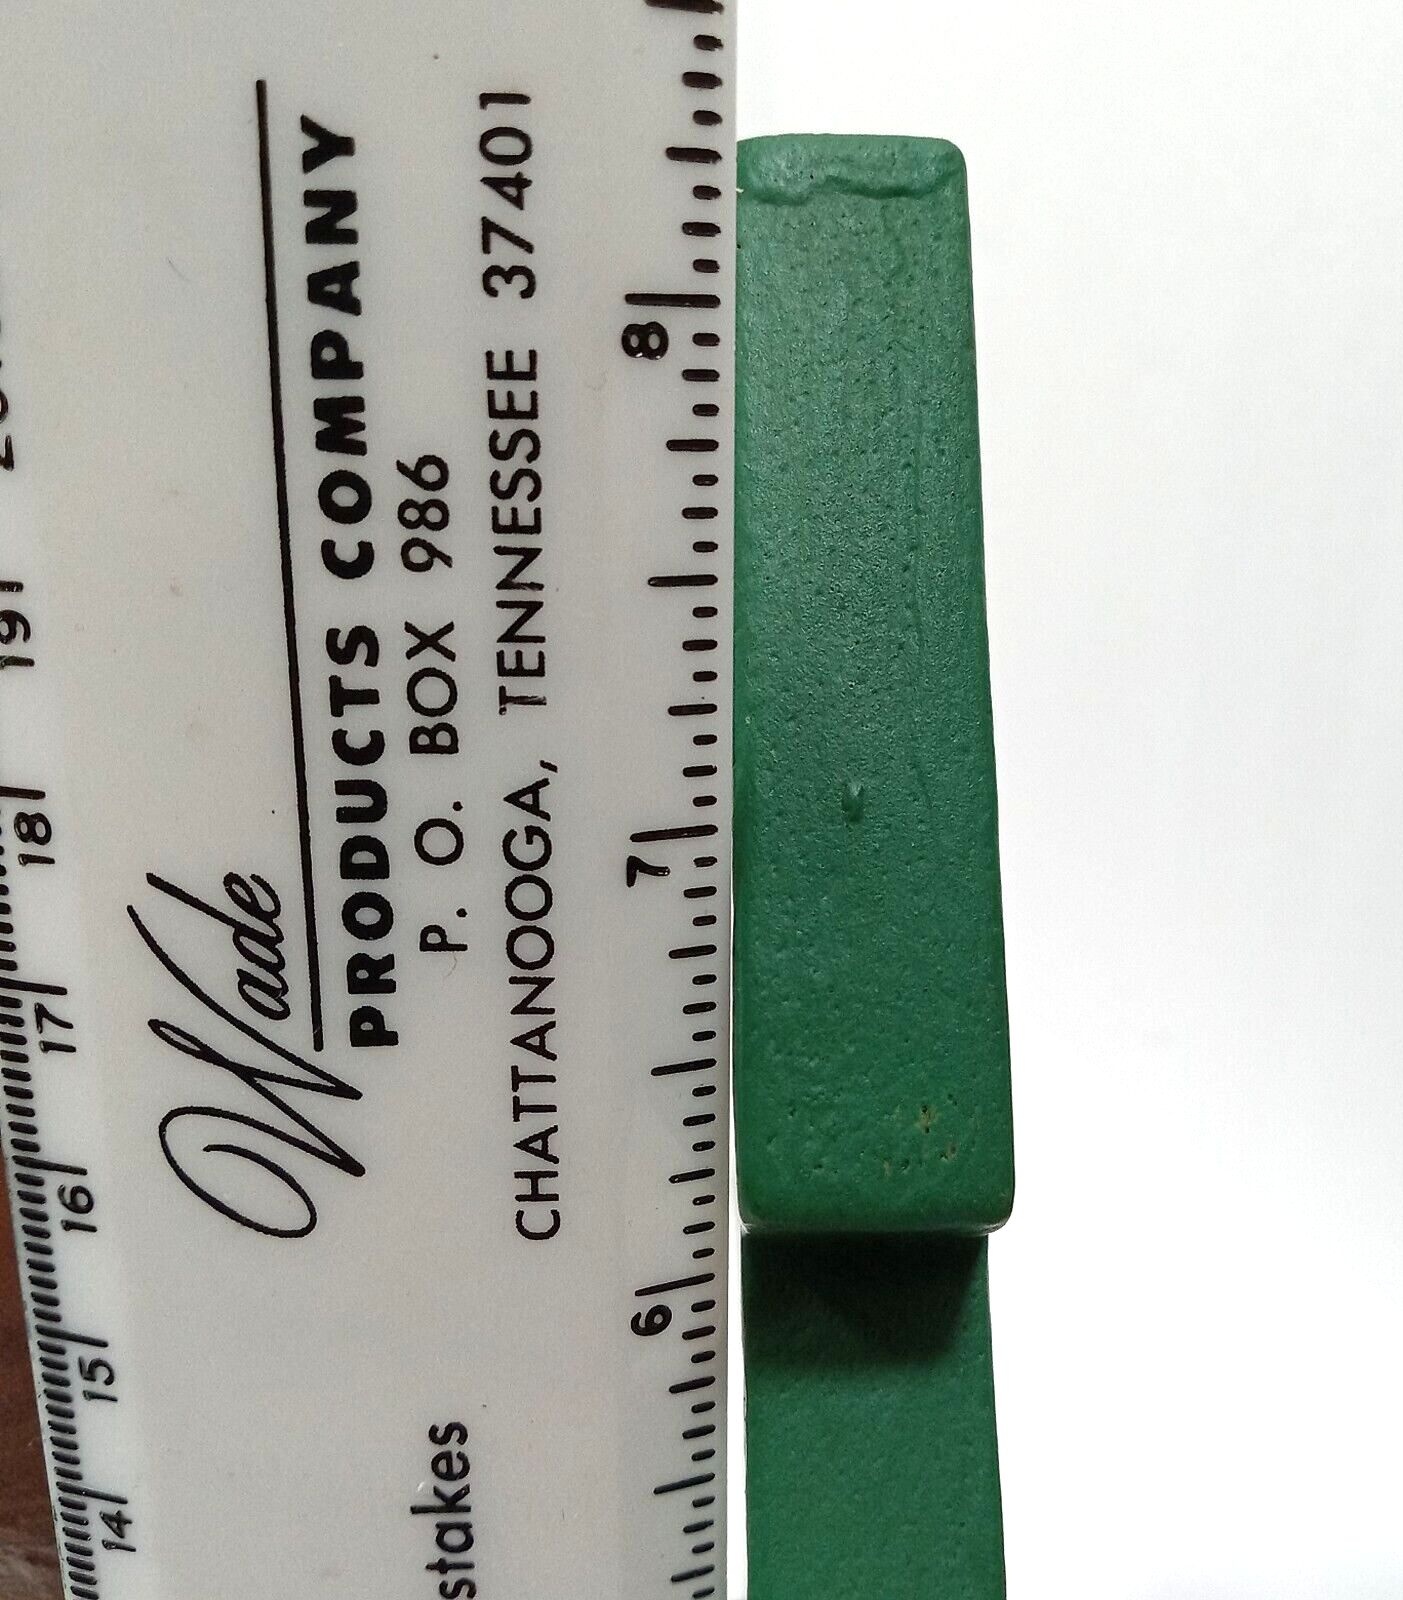 Wade
PRODUCTS COMPANY
P. O. BOX 986
CHATTANOOGA, TENNESSEE 37401
stakes
8
7
6
19
18
17
16
15
14